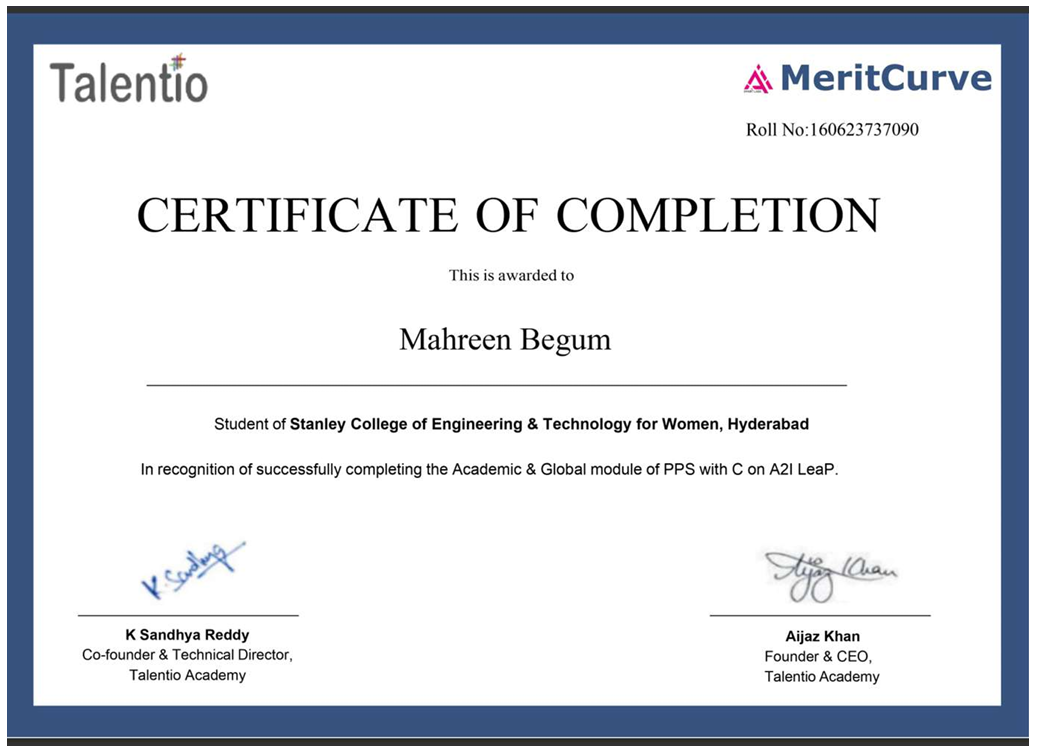 Talentio
MeritCurve
Roll No:160623737090
CERTIFICATE OF COMPLETION
This is awarded to
Mahreen Begum
Student of Stanley College of Engineering & Technology for Women, Hyderabad
In recognition of successfully completing the Academic & Global module of PPS with C on A2I LeaP.
K. Sandhya
Aijaz Khan
K Sandhya Reddy
Co-founder & Technical Director,
Talentio Academy
Aijaz Khan
Founder & CEO,
Talentio Academy